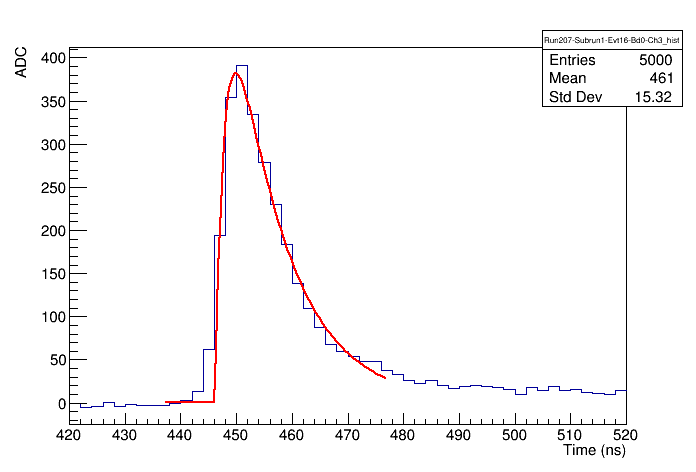 Run207-Subrun1-Evt16-Bd0-Ch3_hist
Entries 5000
Mean 461
Std Dev 15.32
ADC
400
350
300
250
200
150
100
50
0
420 430 440 450 460 470 480 490 500 510 520
Time (ns)